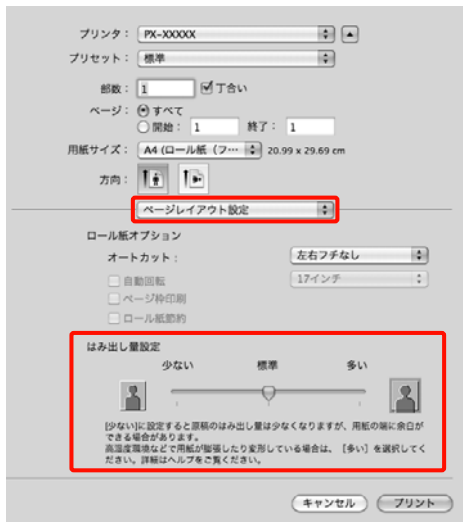 プリンタ： PX-XXXXX
プリセット： 標準
部数： 1 丁合い
ページ： すべて
開始： 1 終了： 1
用紙サイズ： A4 (ロール紙（フ… 20.99 x 29.69 cm
方向：
ページレイアウト設定
ロール紙オプション
オートカット： 左右フチなし
自動回転 17インチ
ページ枠印刷
ロール紙節約
はみ出し量設定
少ない 標準 多い
[少ない]に設定すると原稿のはみ出し量は少なくなりますが、用紙の端に余白が
できる場合があります。
高湿度環境などで用紙が膨張したり変形している場合は、［多い］を選択してく
ださい。詳細はヘルプをご覧ください。
キャンセル プリント